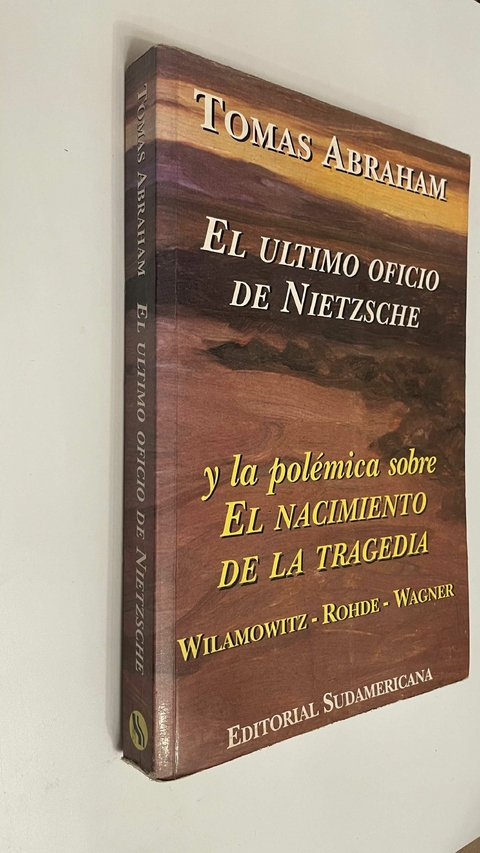 TOMAS ABRAHAM
EL ULTIMO OFICIO
DE NIETZSCHE
y la polémica sobre
EL NACIMIENTO
DE LA TRAGEDIA
WILAMOWITZ - ROHDE - WAGNER
EDITORIAL SUDAMERICANA
TOMAS ABRAHAM EL ULTIMO OFICIO DE NIETZSCHE